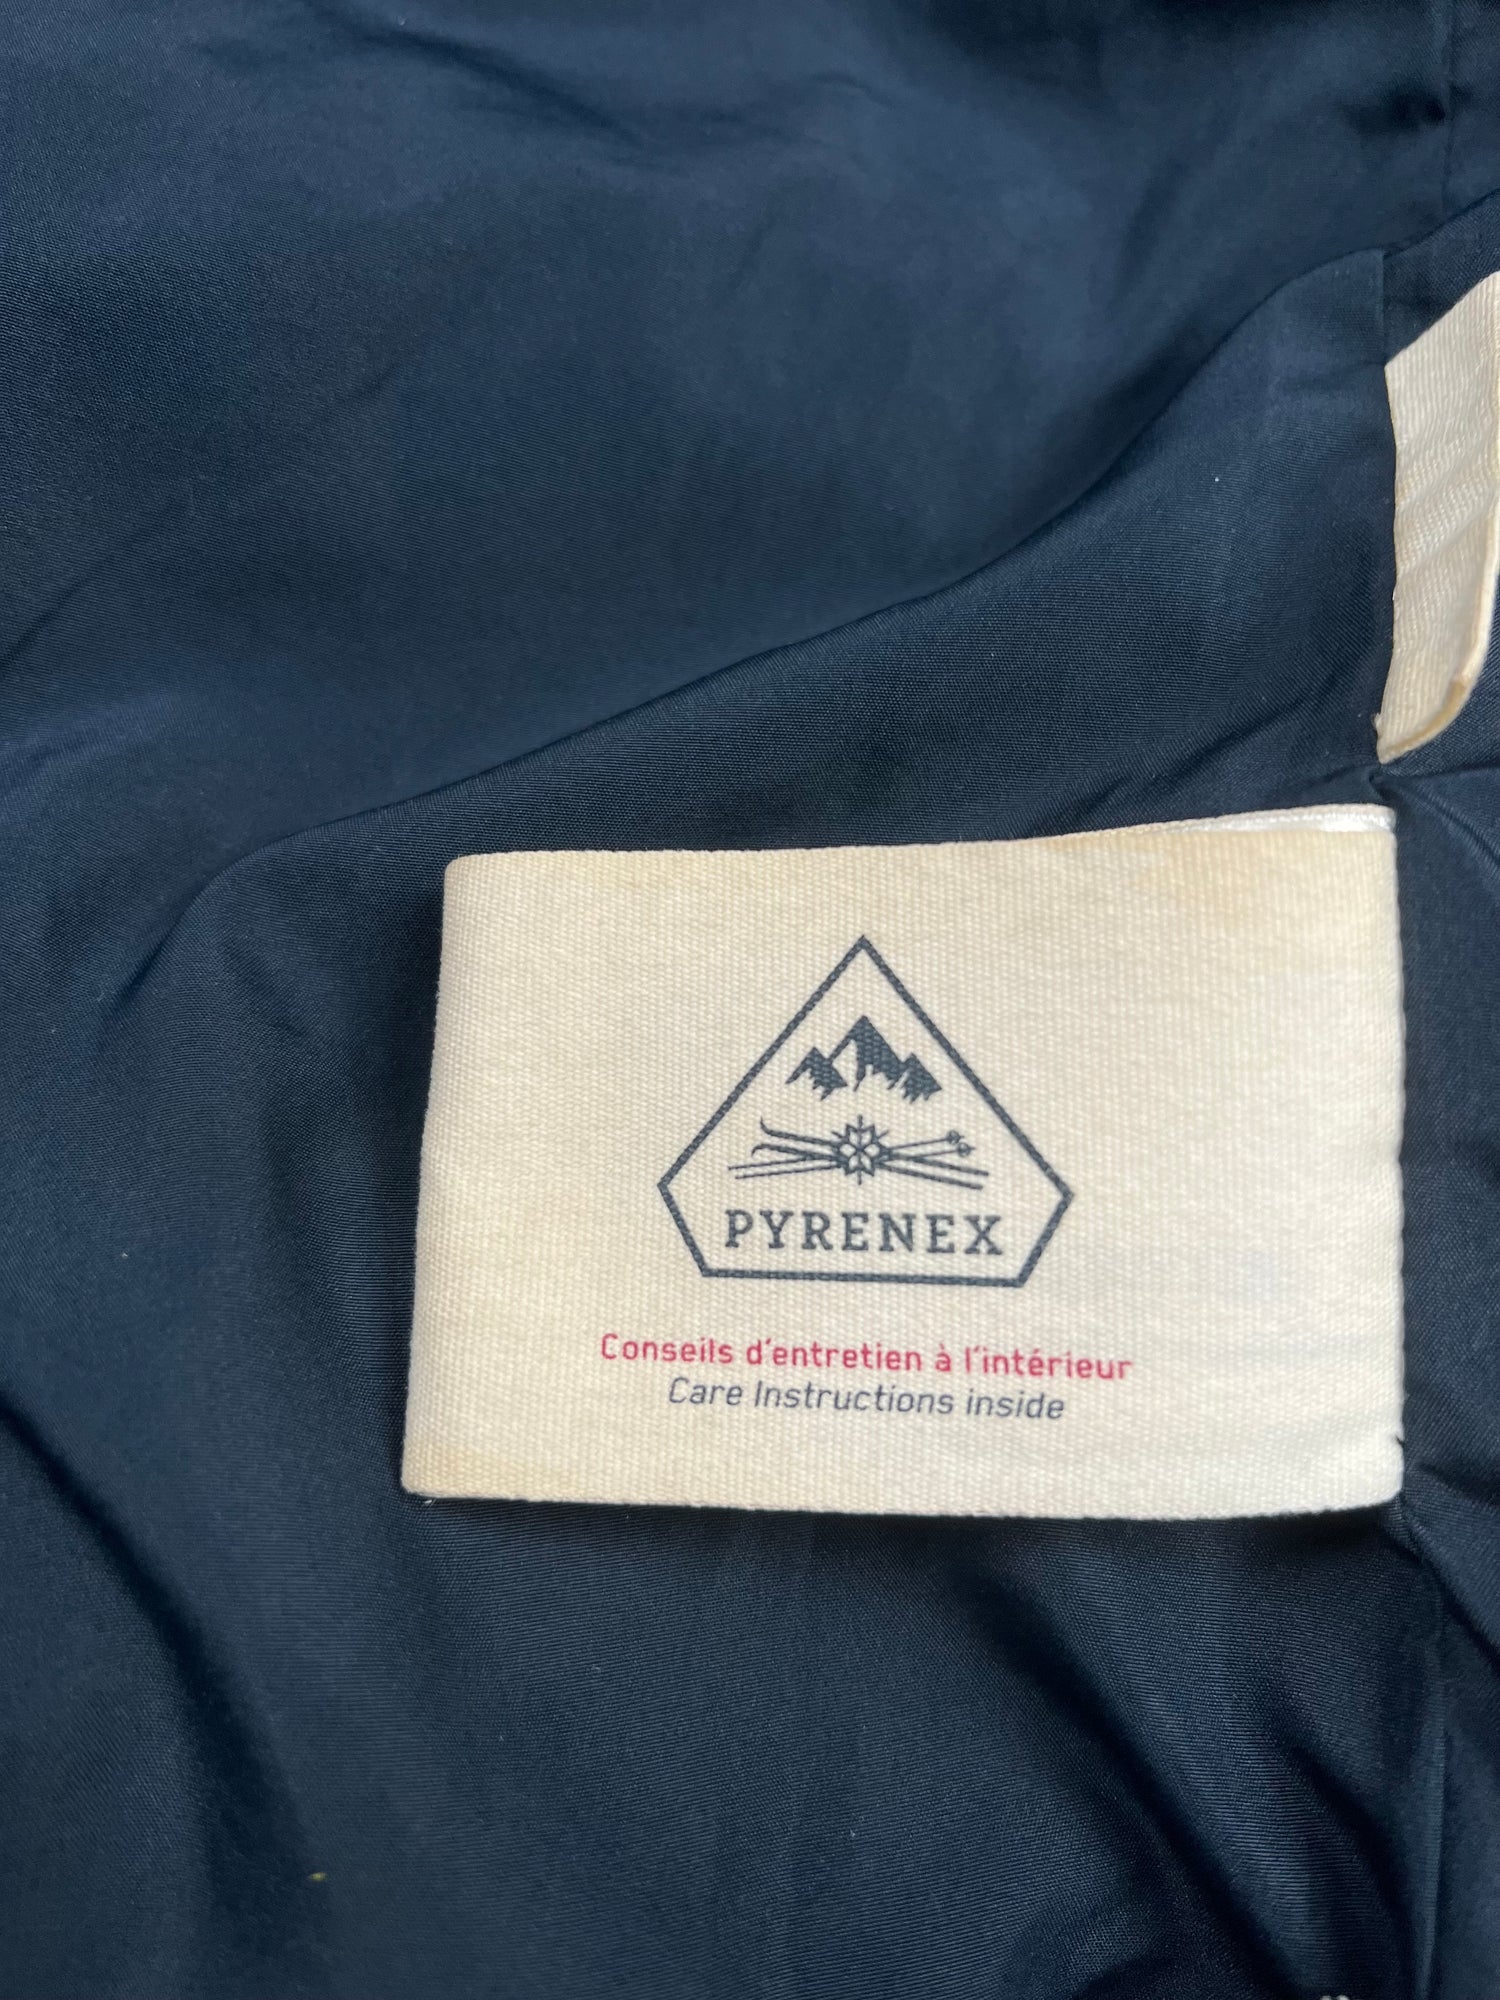 PYRENEX
Conseils d'entretien à l'intérieur
Care Instructions inside